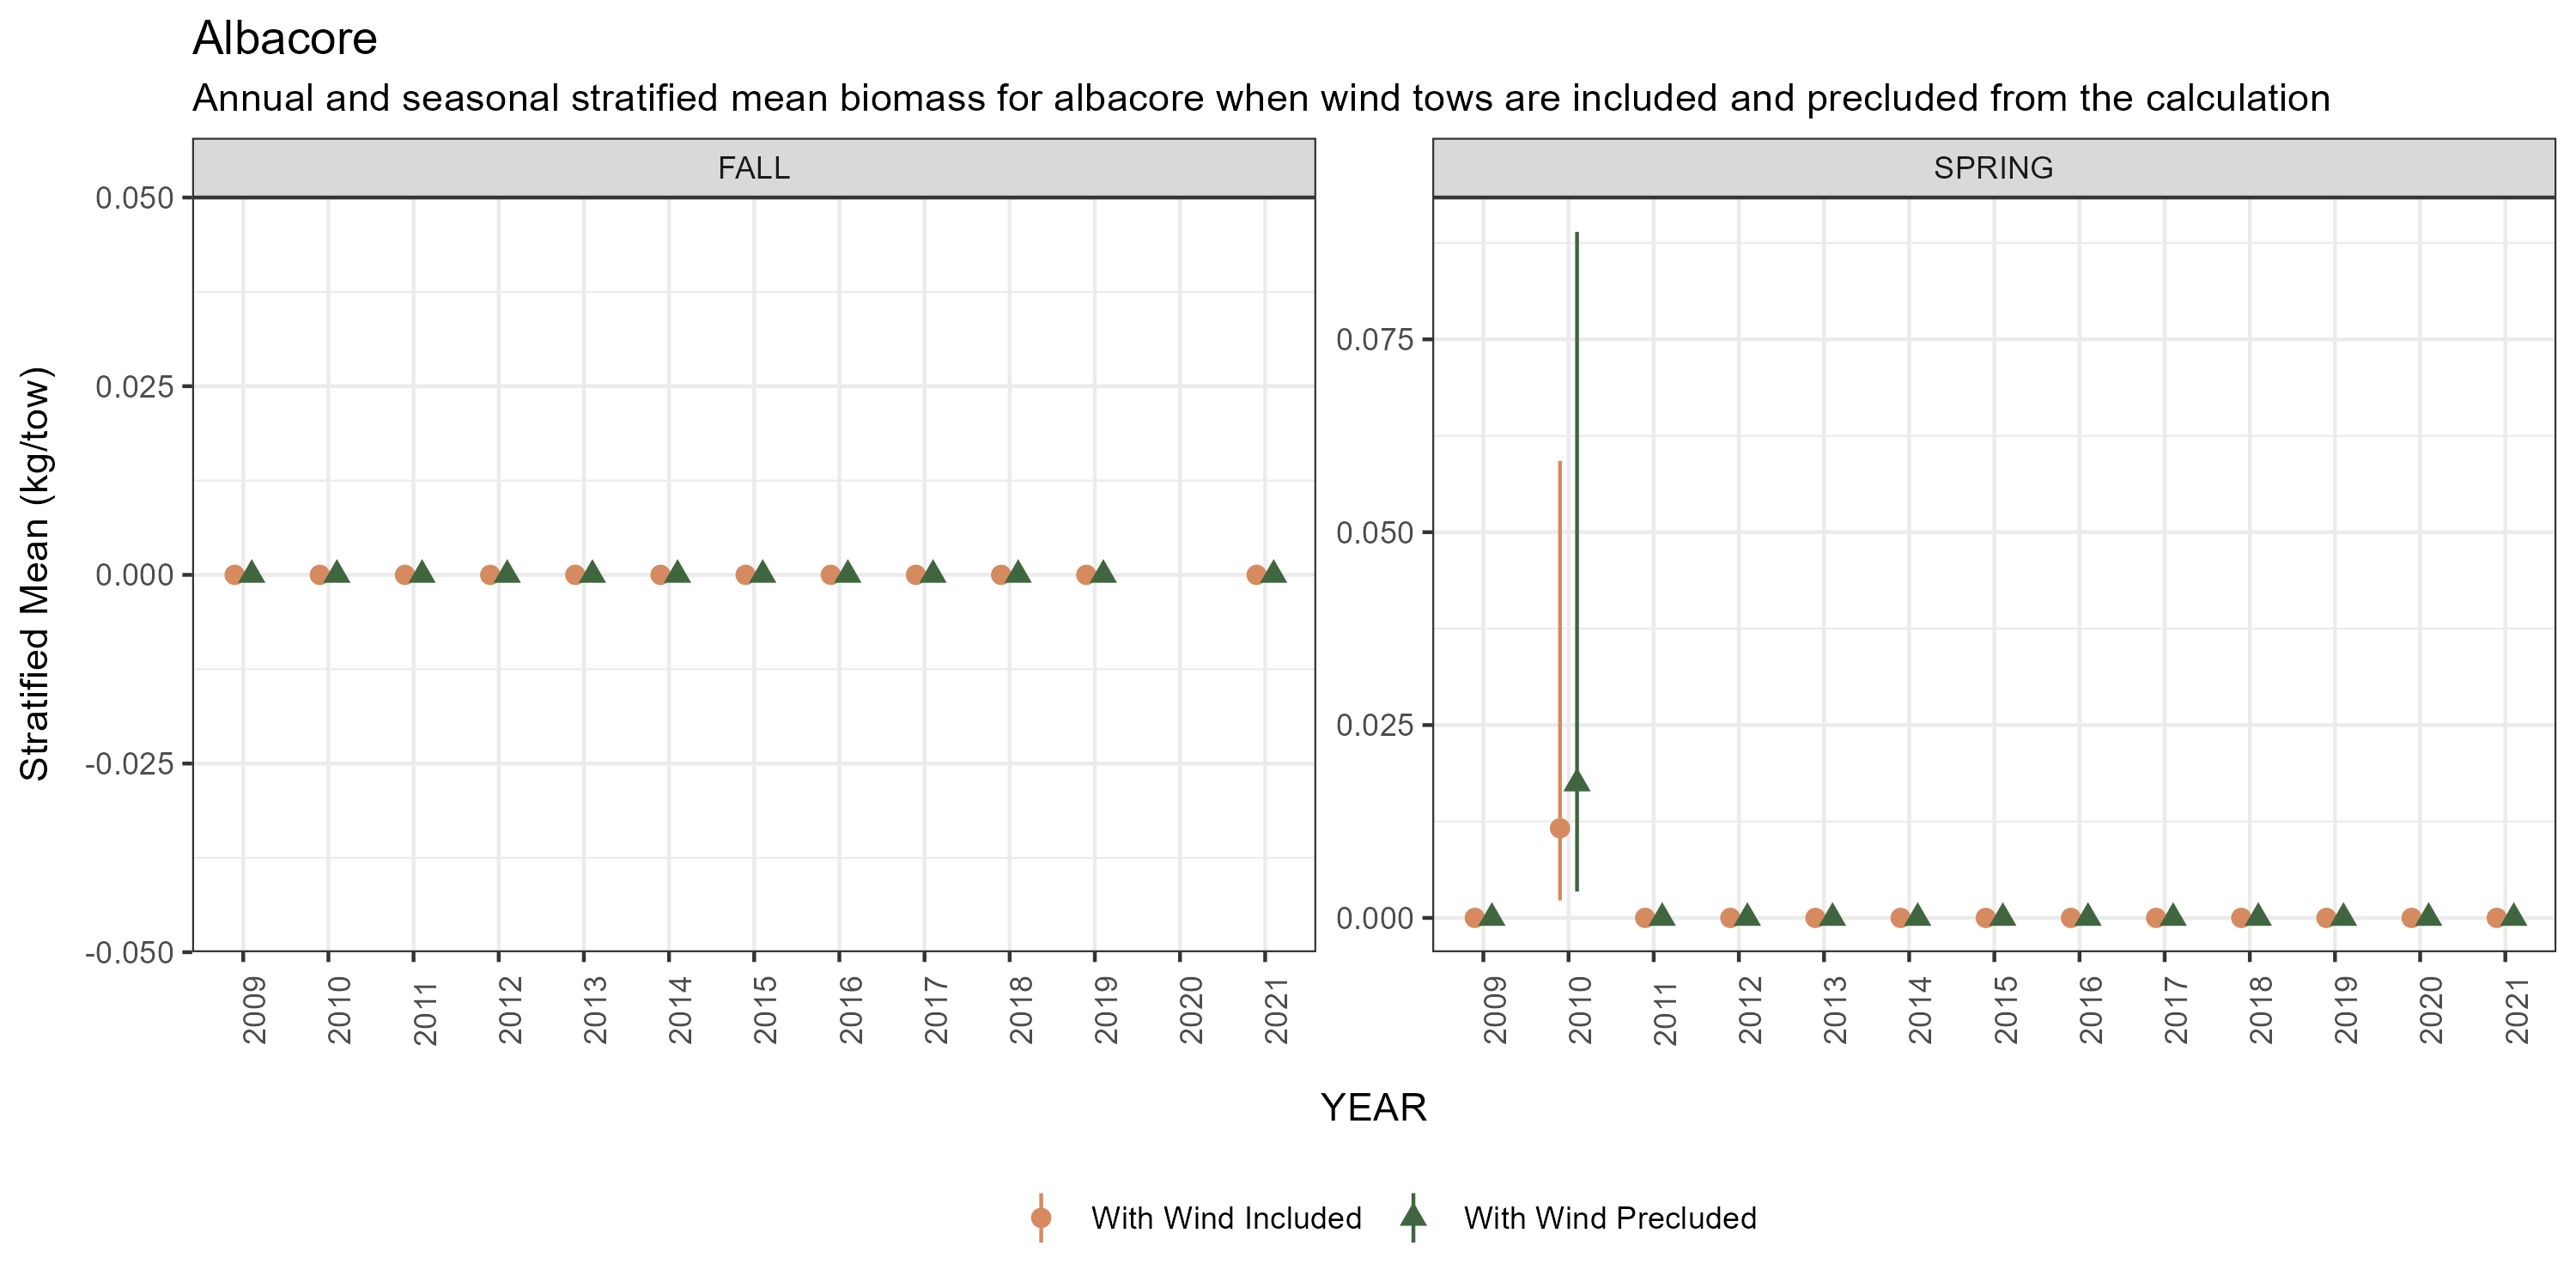 Albacore
Annual and seasonal stratified mean biomass for albacore when wind tows are included and precluded from the calculation
FALL
SPRING
Stratified Mean (kg/tow)
0.050
0.025
0.000
-0.025
-0.050
0.075
0.050
0.025
0.000
2009 2010 2011 2012 2013 2014 2015 2016 2017 2018 2019 2020 2021
2009 2010 2011 2012 2013 2014 2015 2016 2017 2018 2019 2020 2021
YEAR
With Wind Included With Wind Precluded